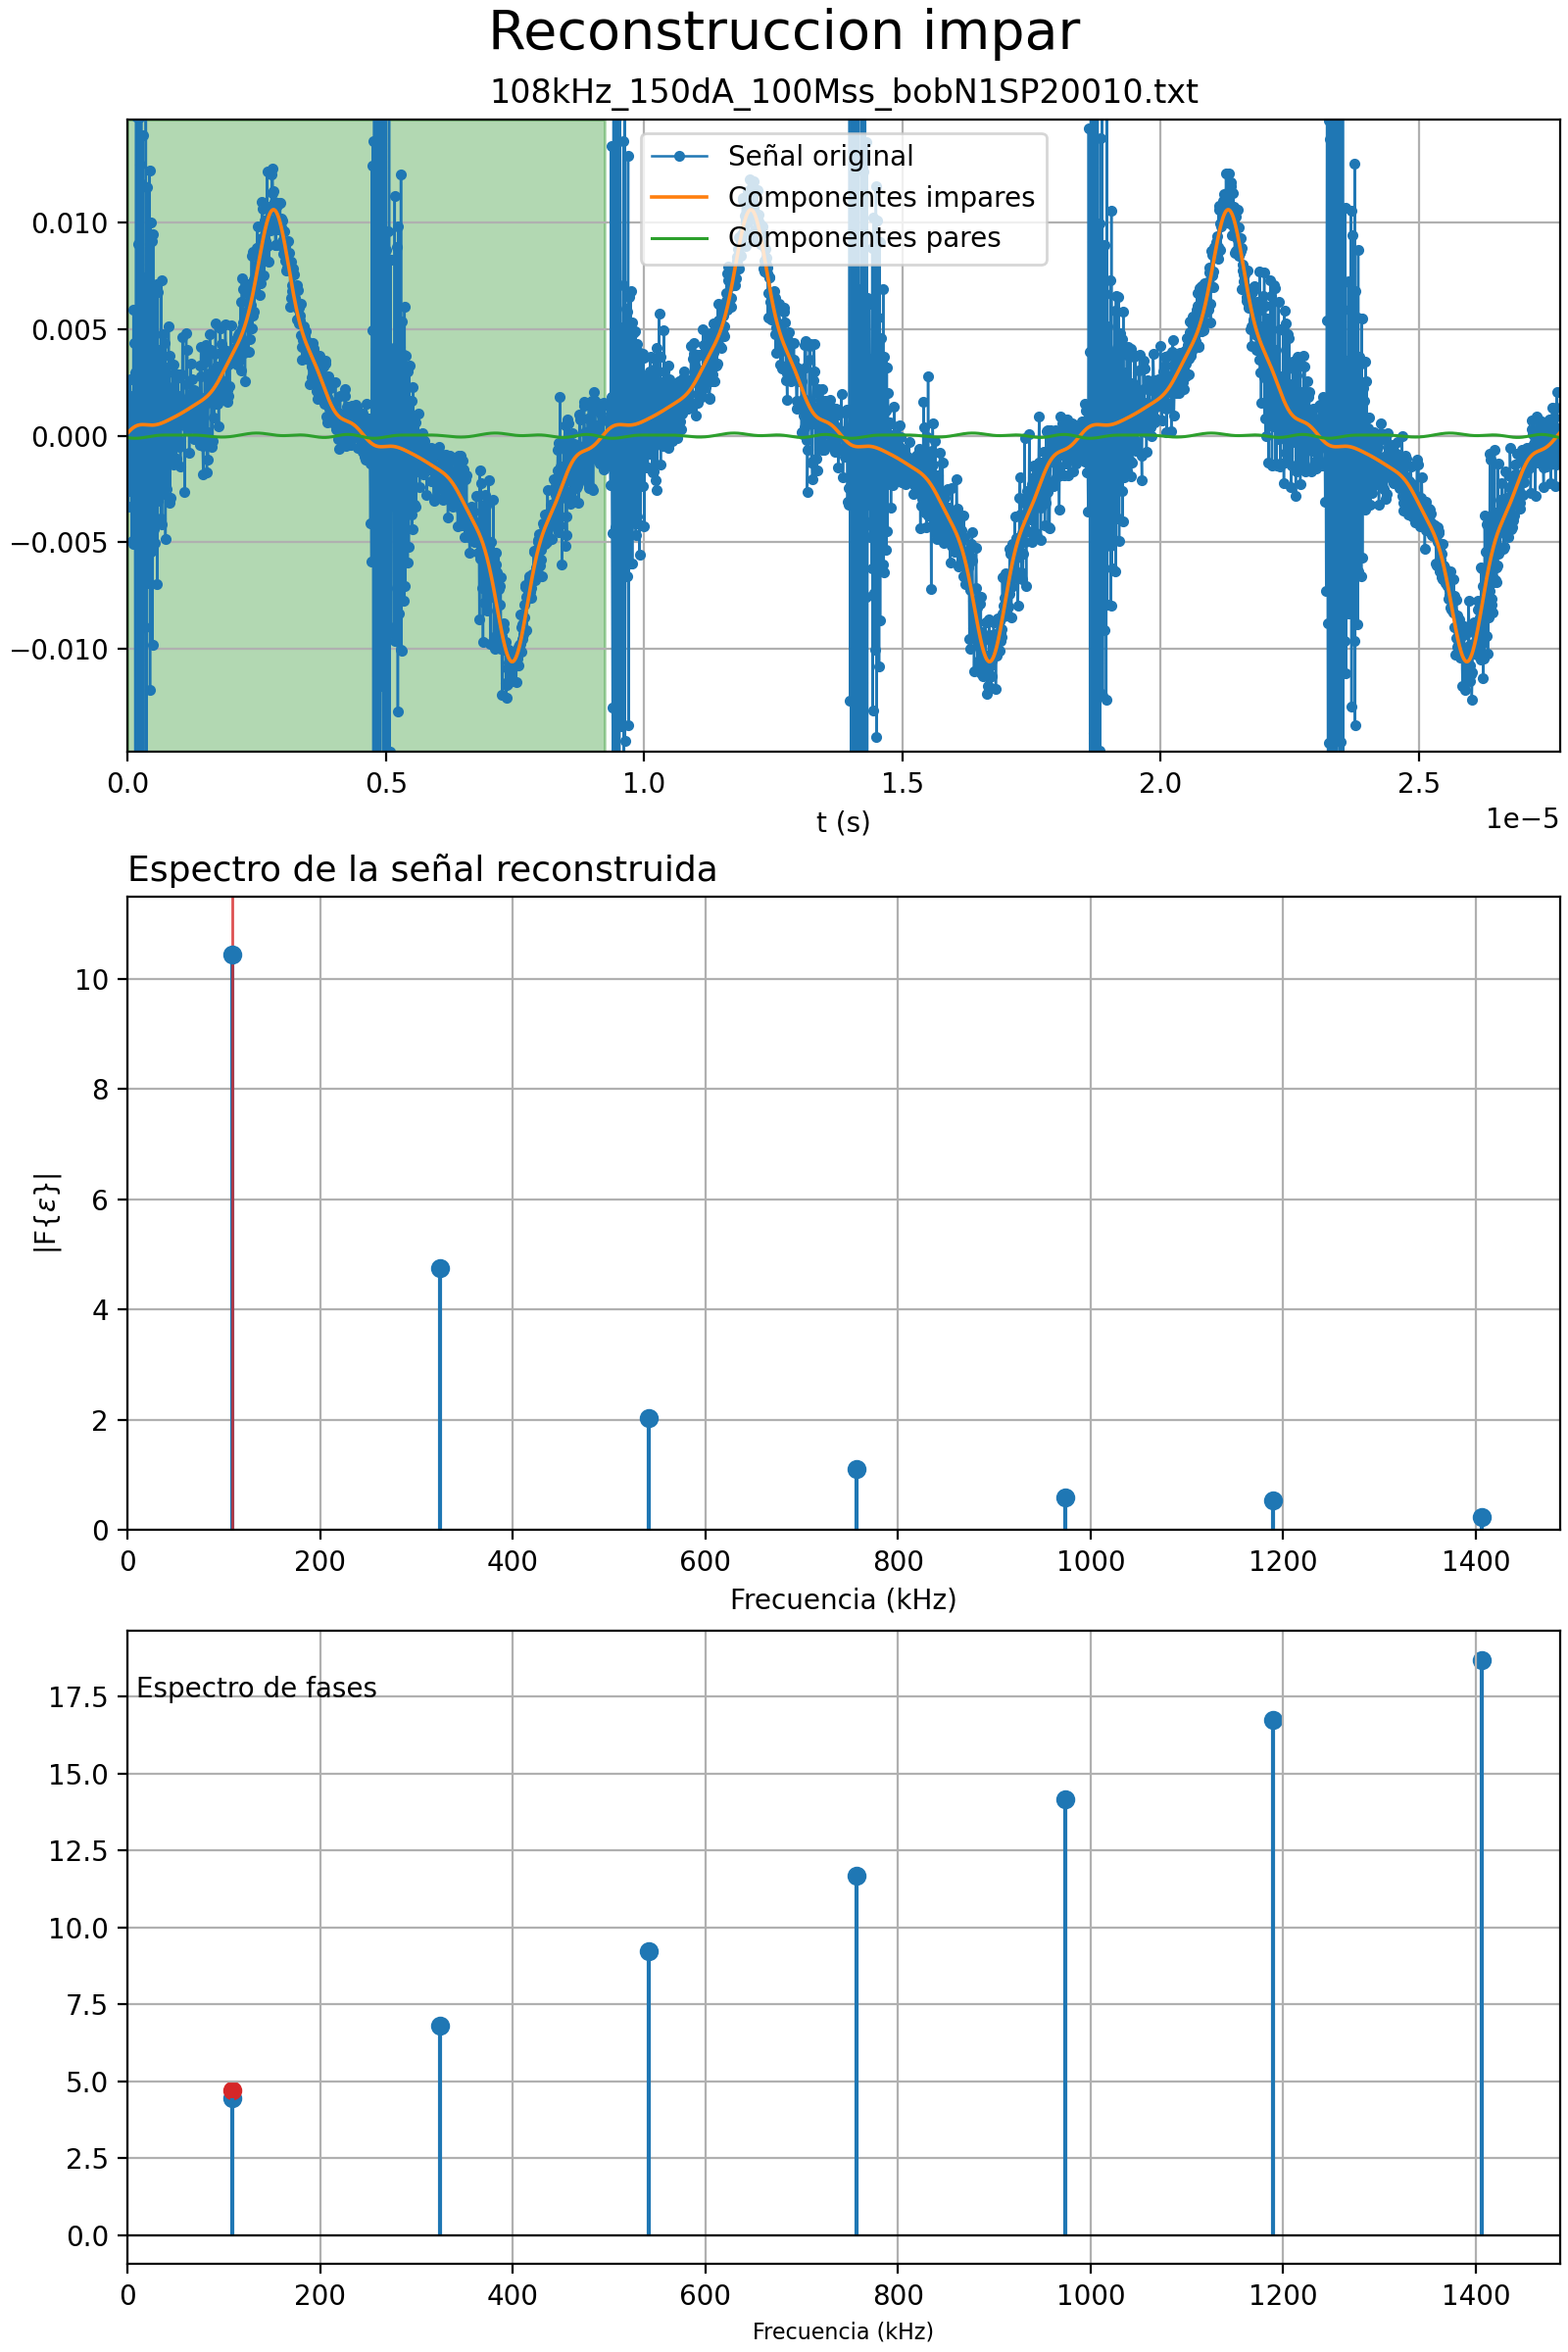 Reconstruccion impar
108kHz_150dA_100Mss_bobN1SP20010.txt
Señal original
Componentes impares
Componentes pares
0.010
0.005
0.000
−0.005
−0.010
0.0 0.5 1.0 1.5 2.0 2.5
1e−5
t (s)
Espectro de la señal reconstruida
10
8
6
4
2
0
|F{ε}|
0 200 400 600 800 1000 1200 1400
Frecuencia (kHz)
Espectro de fases
17.5
15.0
12.5
10.0
7.5
5.0
2.5
0.0
0 200 400 600 800 1000 1200 1400
Frecuencia (kHz)